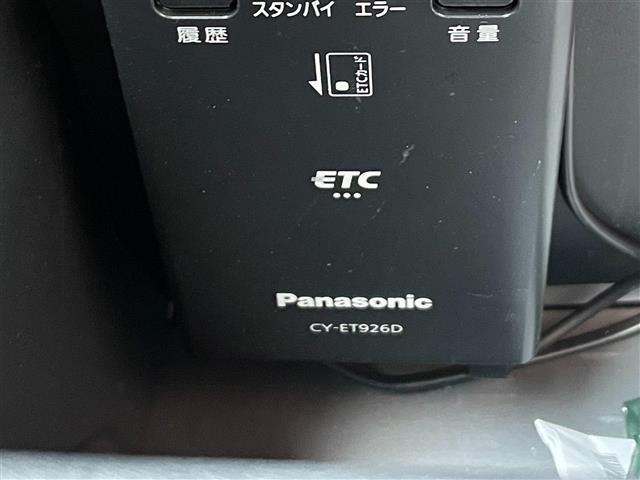 スタンバイ エラー
履歴 音量
ETCカード
ETC
Panasonic
CY-ET926D